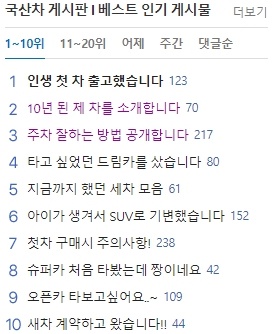 국산차 게시판 I 베스트 인기 게시물 더보기
1~10위 11~20위 어제 주간 댓글순
1 인생 첫 차 출고했습니다 123
2 10년 된 제 차를 소개합니다 70
3 주차 잘하는 방법 공개합니다 217
4 타고 싶었던 드림카를 샀습니다 80
5 지금까지 했던 세차 모음 61
6 아이가 생겨서 SUV로 기변했습니다 152
7 첫차 구매시 주의사항! 238
8 슈퍼카 처음 타봤는데 짱이네요 42
9 오픈카 타보고싶어요..~ 109
10 새차 계약하고 왔습니다!! 44